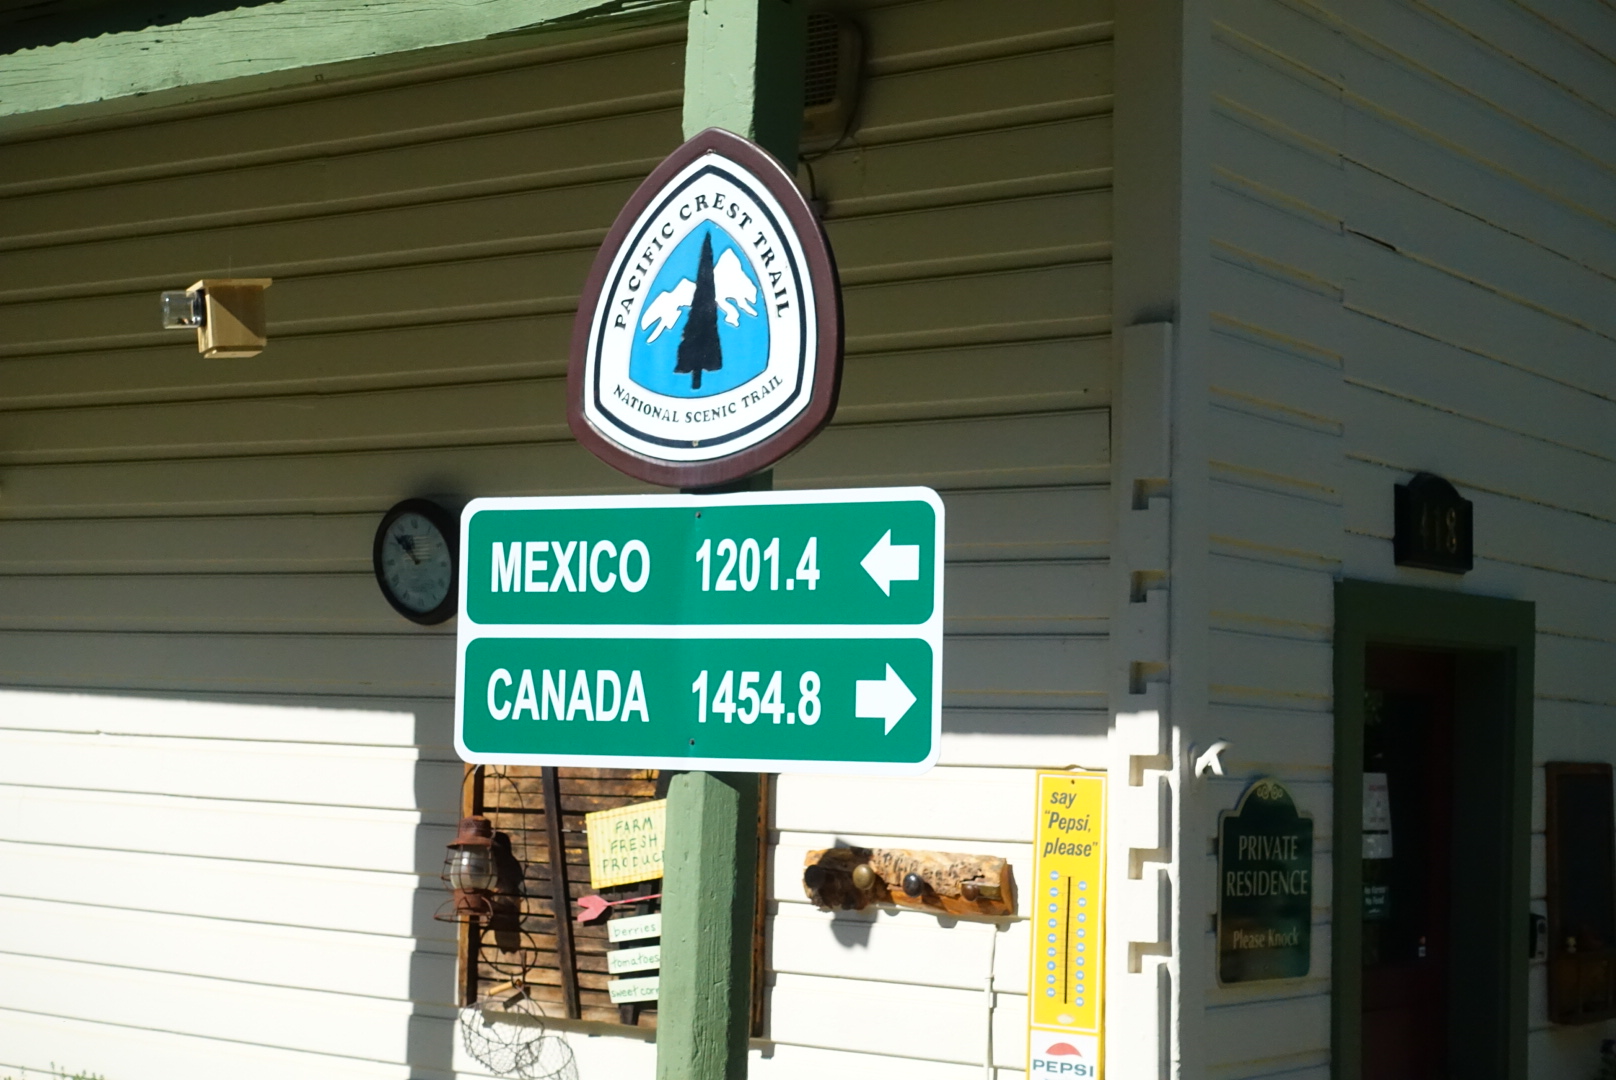 PACIFIC CREST TRAIL
NATIONAL SCENIC TRAIL
MEXICO 1201.4
CANADA 1454.8
FARM
FRESH
PRODUCE
berries
tomatoes
sweet corn
say
"Pepsi,
please"
PEPSI
418
PRIVATE
RESIDENCE
Please Knock